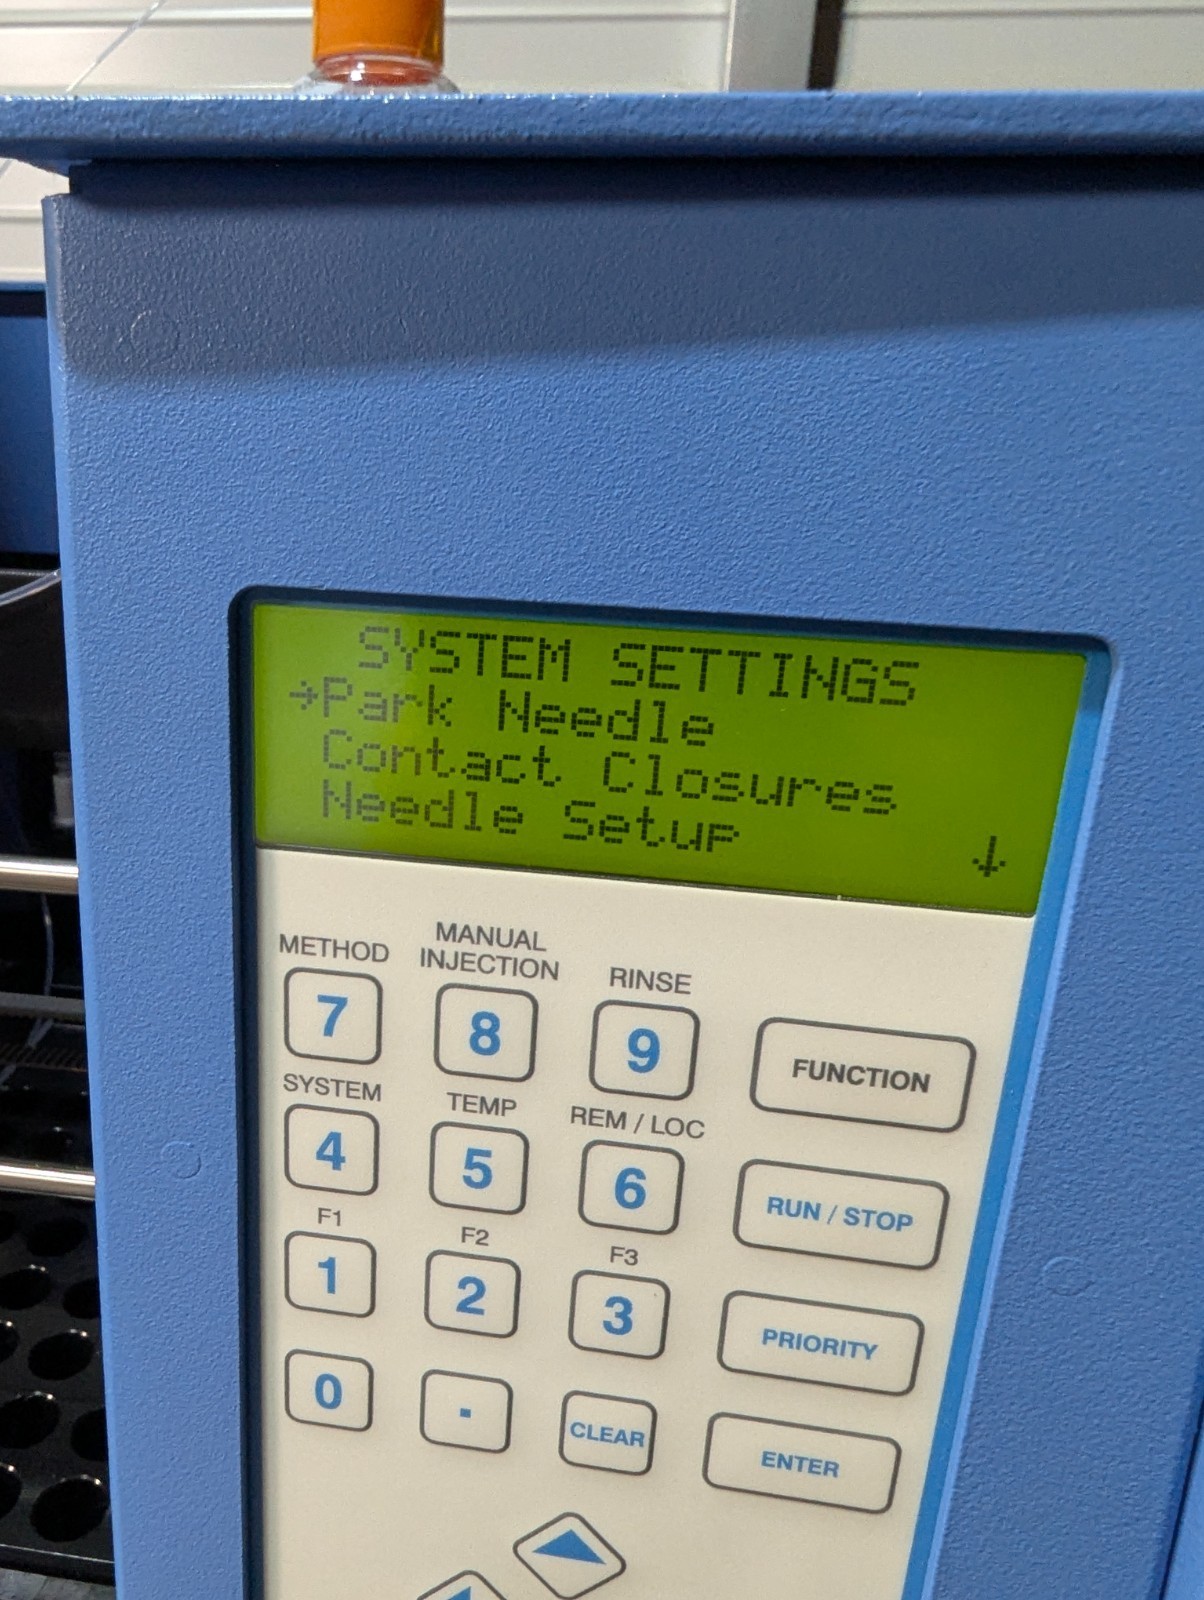 SYSTEM SETTINGS
→Park Needle
Contact Closures
Needle Setup ↓
METHOD MANUAL INJECTION RINSE
7 8 9 FUNCTION
SYSTEM TEMP REM / LOC
4 5 6 RUN / STOP
F1 F2 F3
1 2 3 PRIORITY
0 . CLEAR ENTER